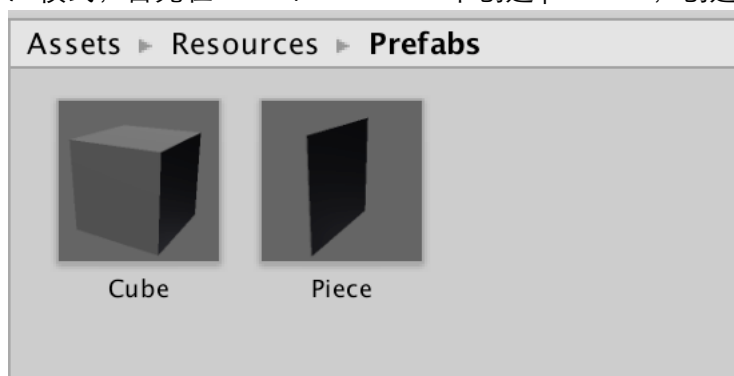 Assets ▸ Resources ▸ Prefabs
Cube
Piece